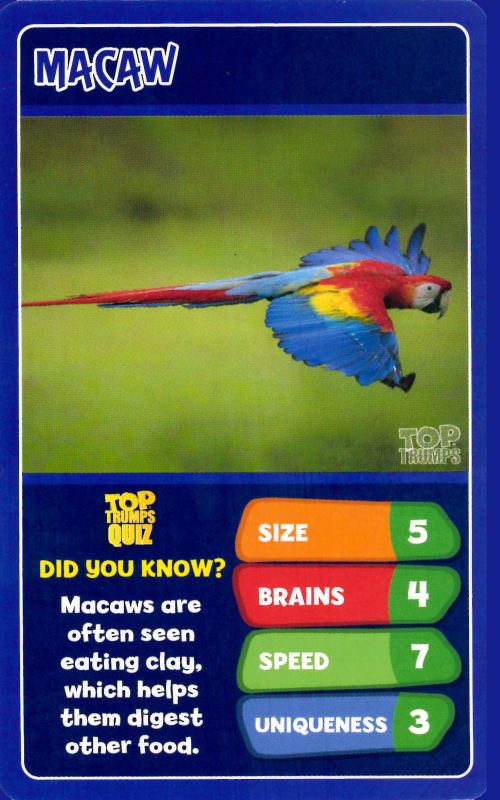 MACAW
TOP
TRUMPS
TOP
TRUMPS
QUIZ
DID YOU KNOW?
Macaws are
often seen
eating clay,
which helps
them digest
other food.
SIZE 5
BRAINS 4
SPEED 7
UNIQUENESS 3